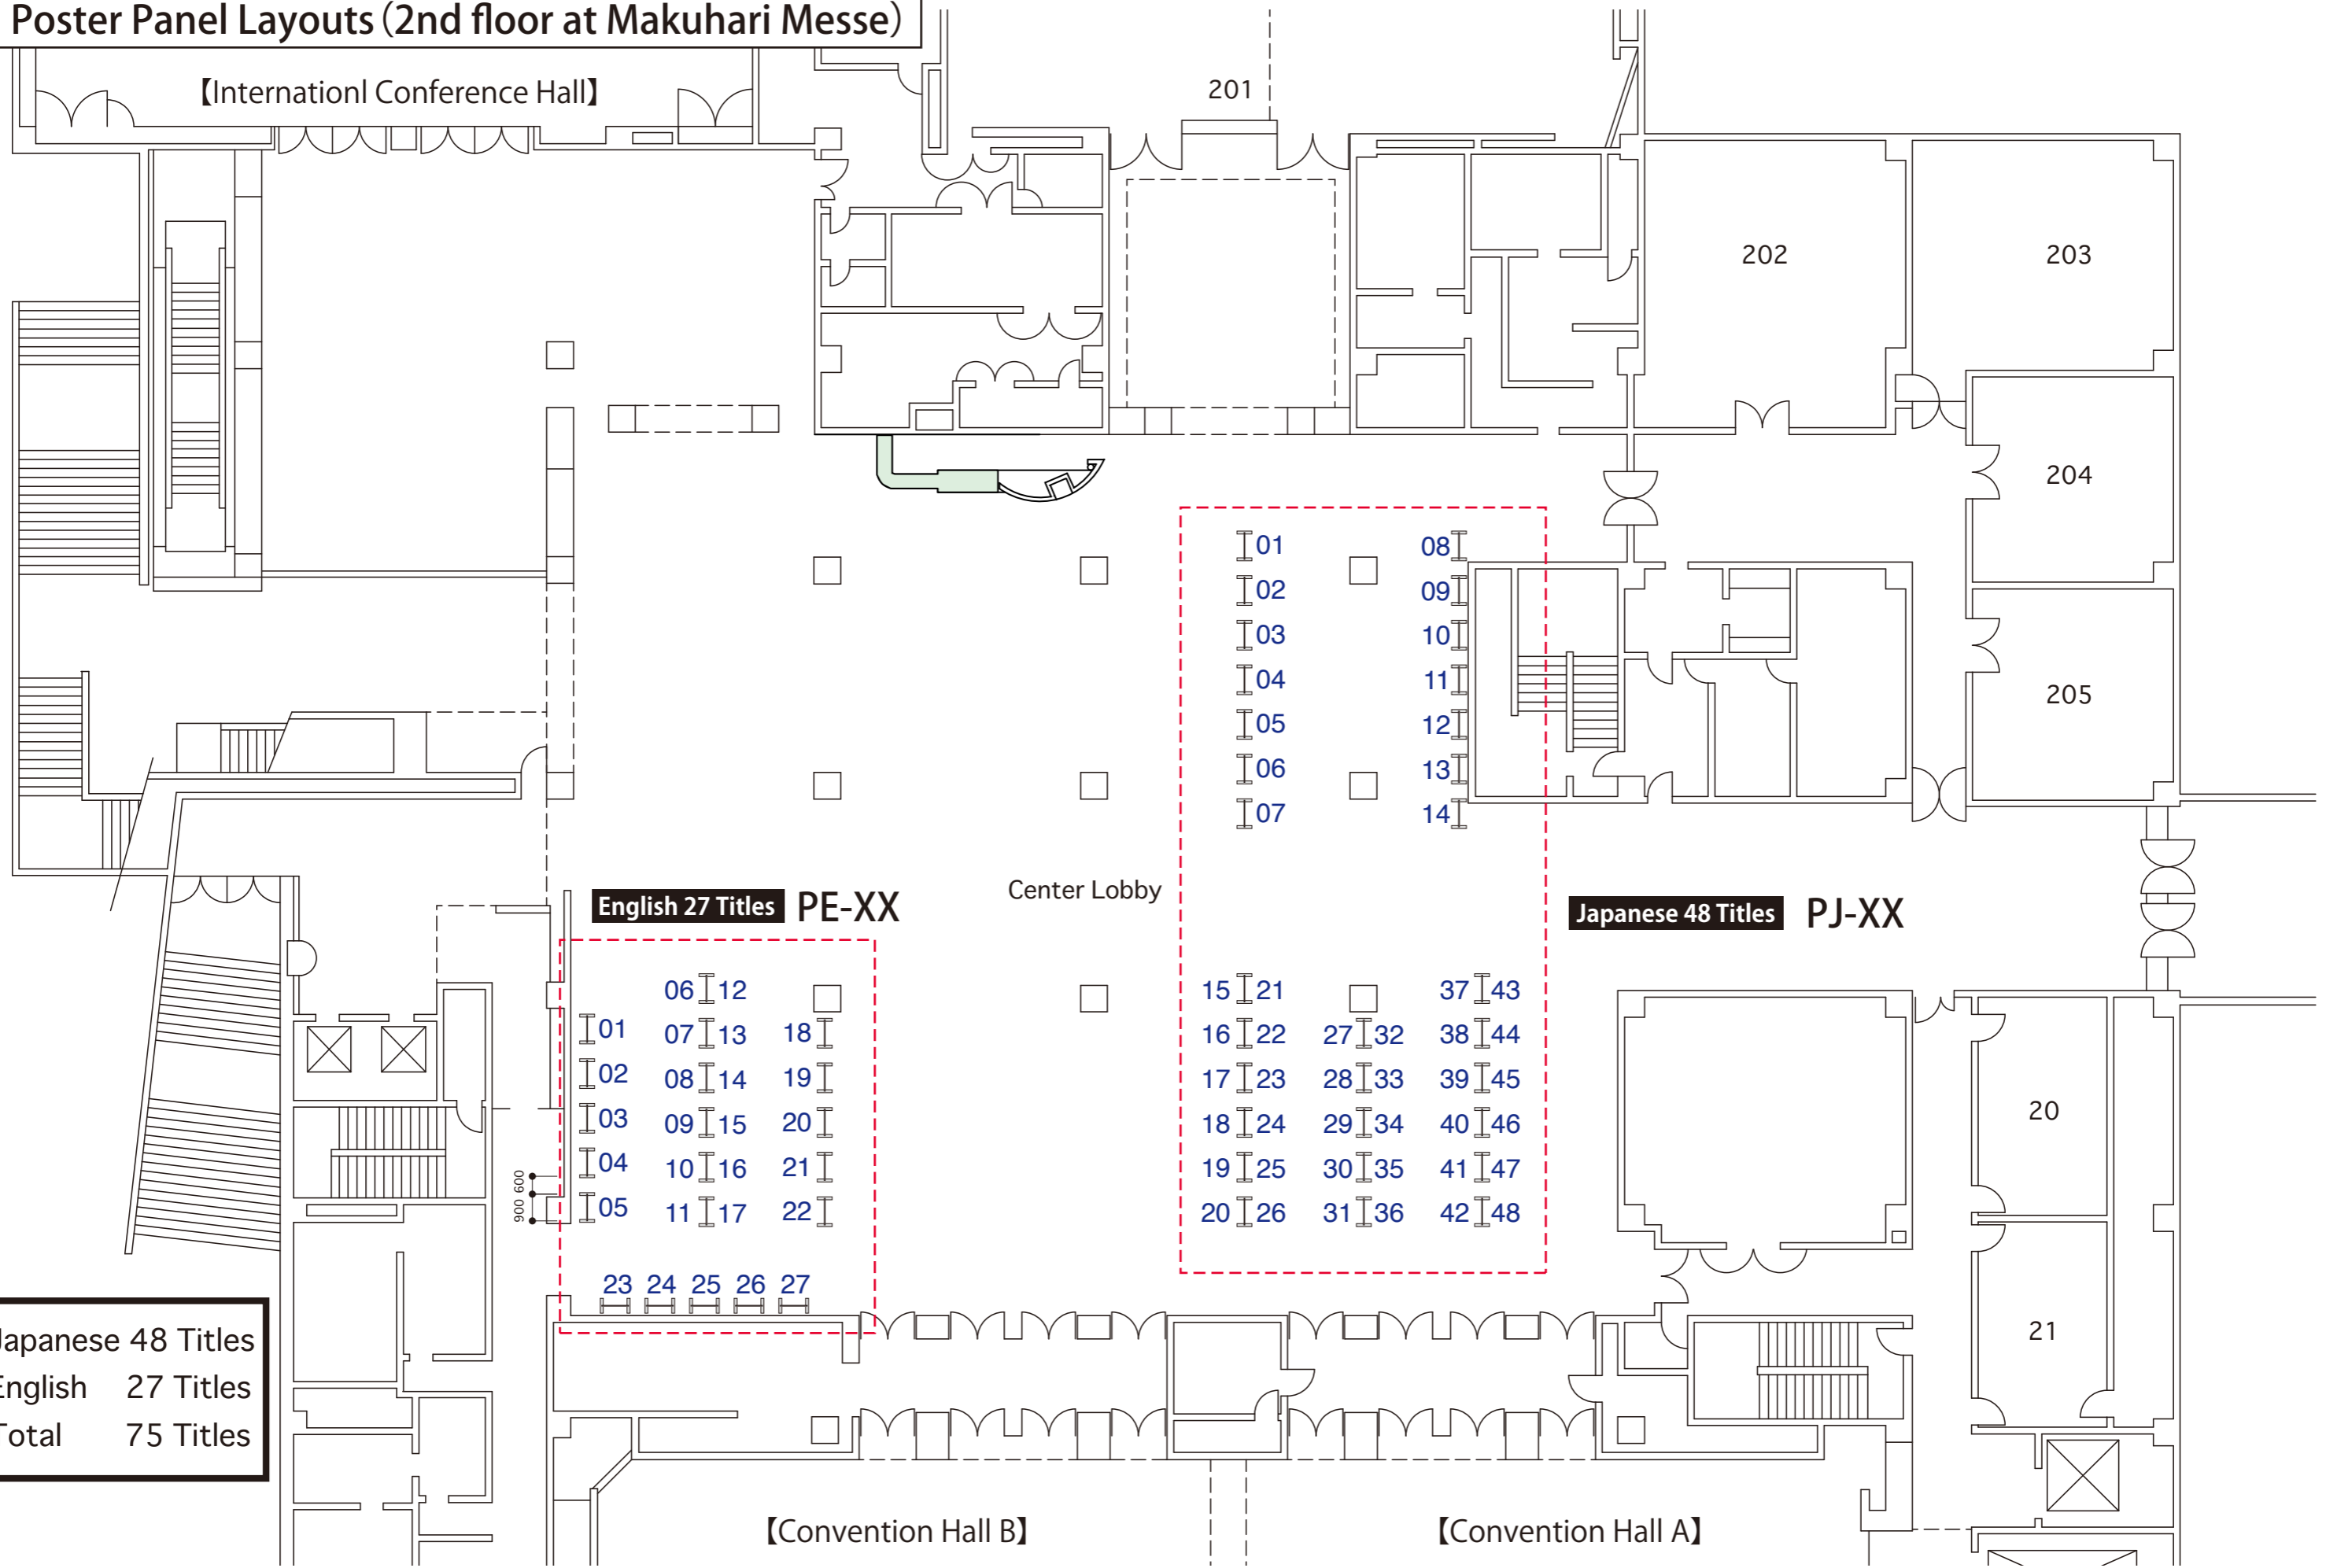 Poster Panel Layouts（2nd floor at Makuhari Messe）
【Internationl Conference Hall】
201
202
203
204
205
01 08
02 09
03 10
04 11
05 12
06 13
07 14
Center Lobby
English 27 Titles PE-XX
Japanese 48 Titles PJ-XX
06 12
01 07 13 18
02 08 14 19
03 09 15 20
04 10 16 21
05 11 17 22
900 600
23 24 25 26 27
15 21 37 43
16 22 27 32 38 44
17 23 28 33 39 45
18 24 29 34 40 46
19 25 30 35 41 47
20 26 31 36 42 48
20
21
Japanese 48 Titles
English 27 Titles
Total 75 Titles
【Convention Hall B】
【Convention Hall A】